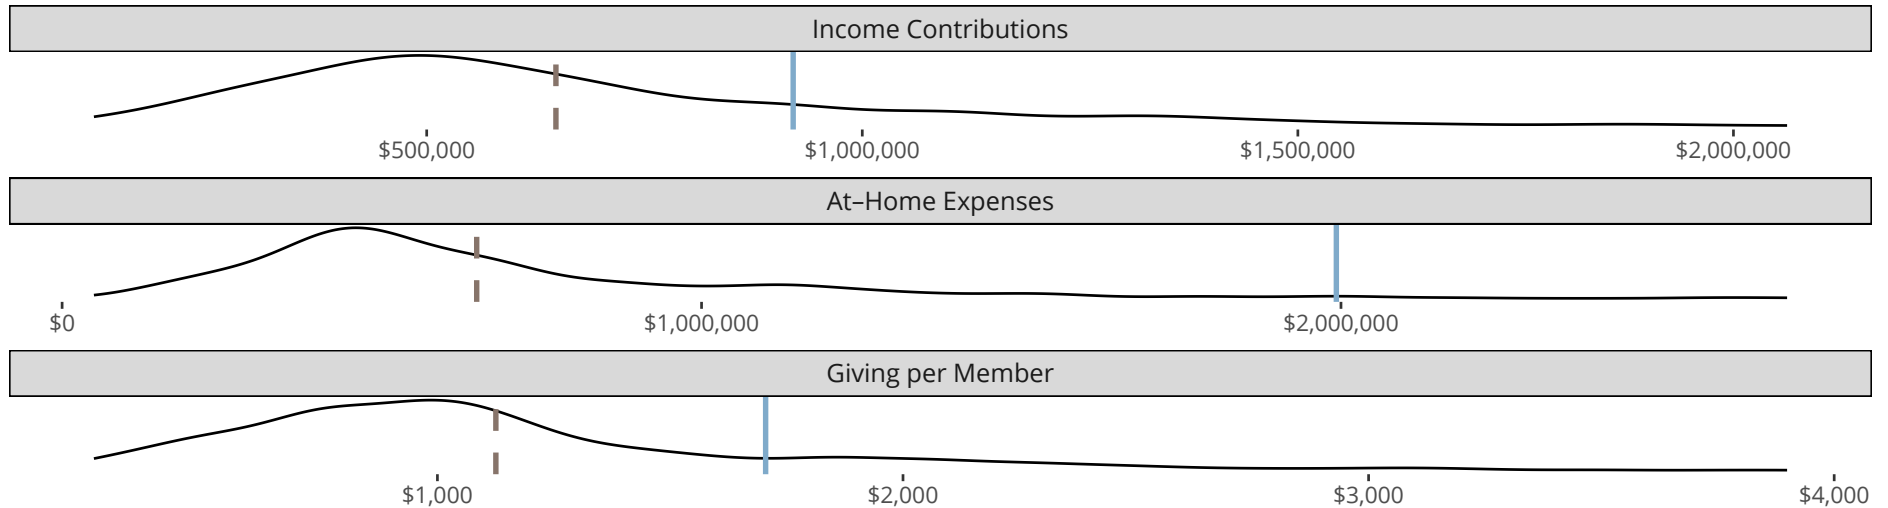 Income Contributions
$500,000 $1,000,000 $1,500,000 $2,000,000
At–Home Expenses
$0 $1,000,000 $2,000,000
Giving per Member
$1,000 $2,000 $3,000 $4,000